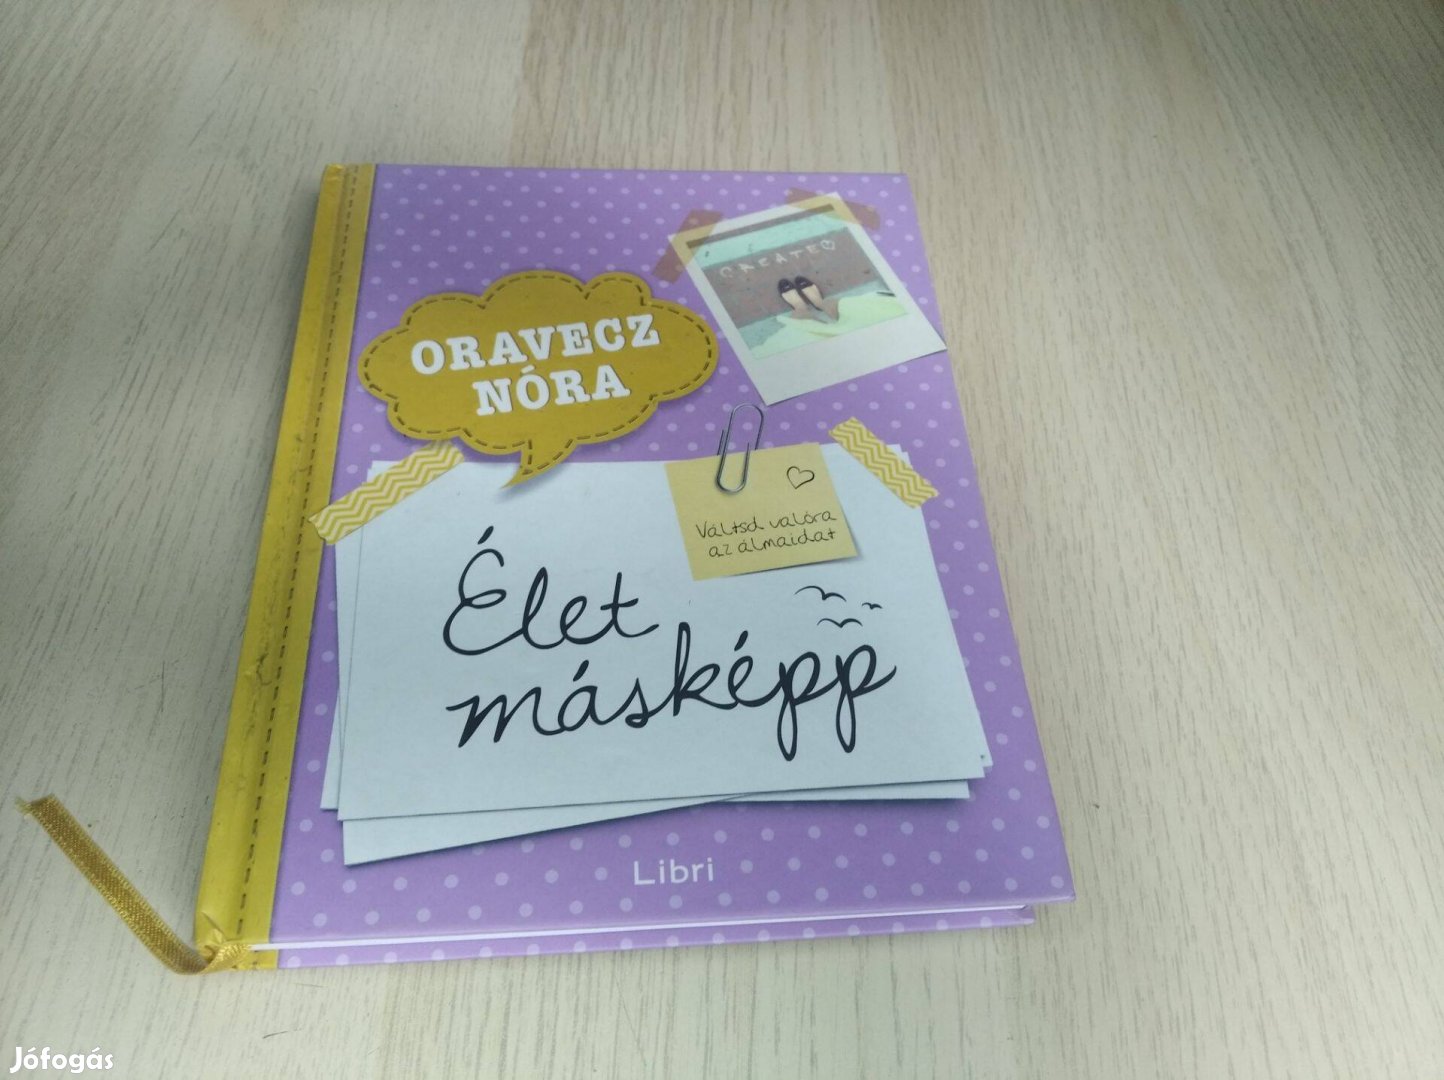 CREATE
ORAVECZ
NÓRA
Váltsd valóra
az álmaidat
Élet
másképp
Libri
Jófogás